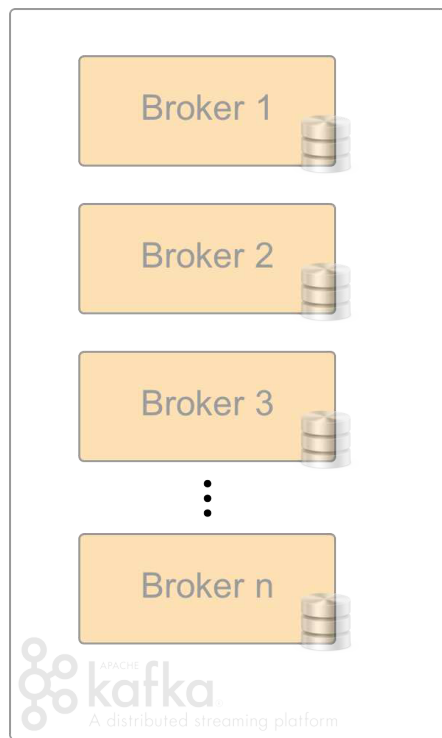 Broker 1
Broker 2
Broker 3
Broker n
APACHE
kafka
A distributed streaming platform